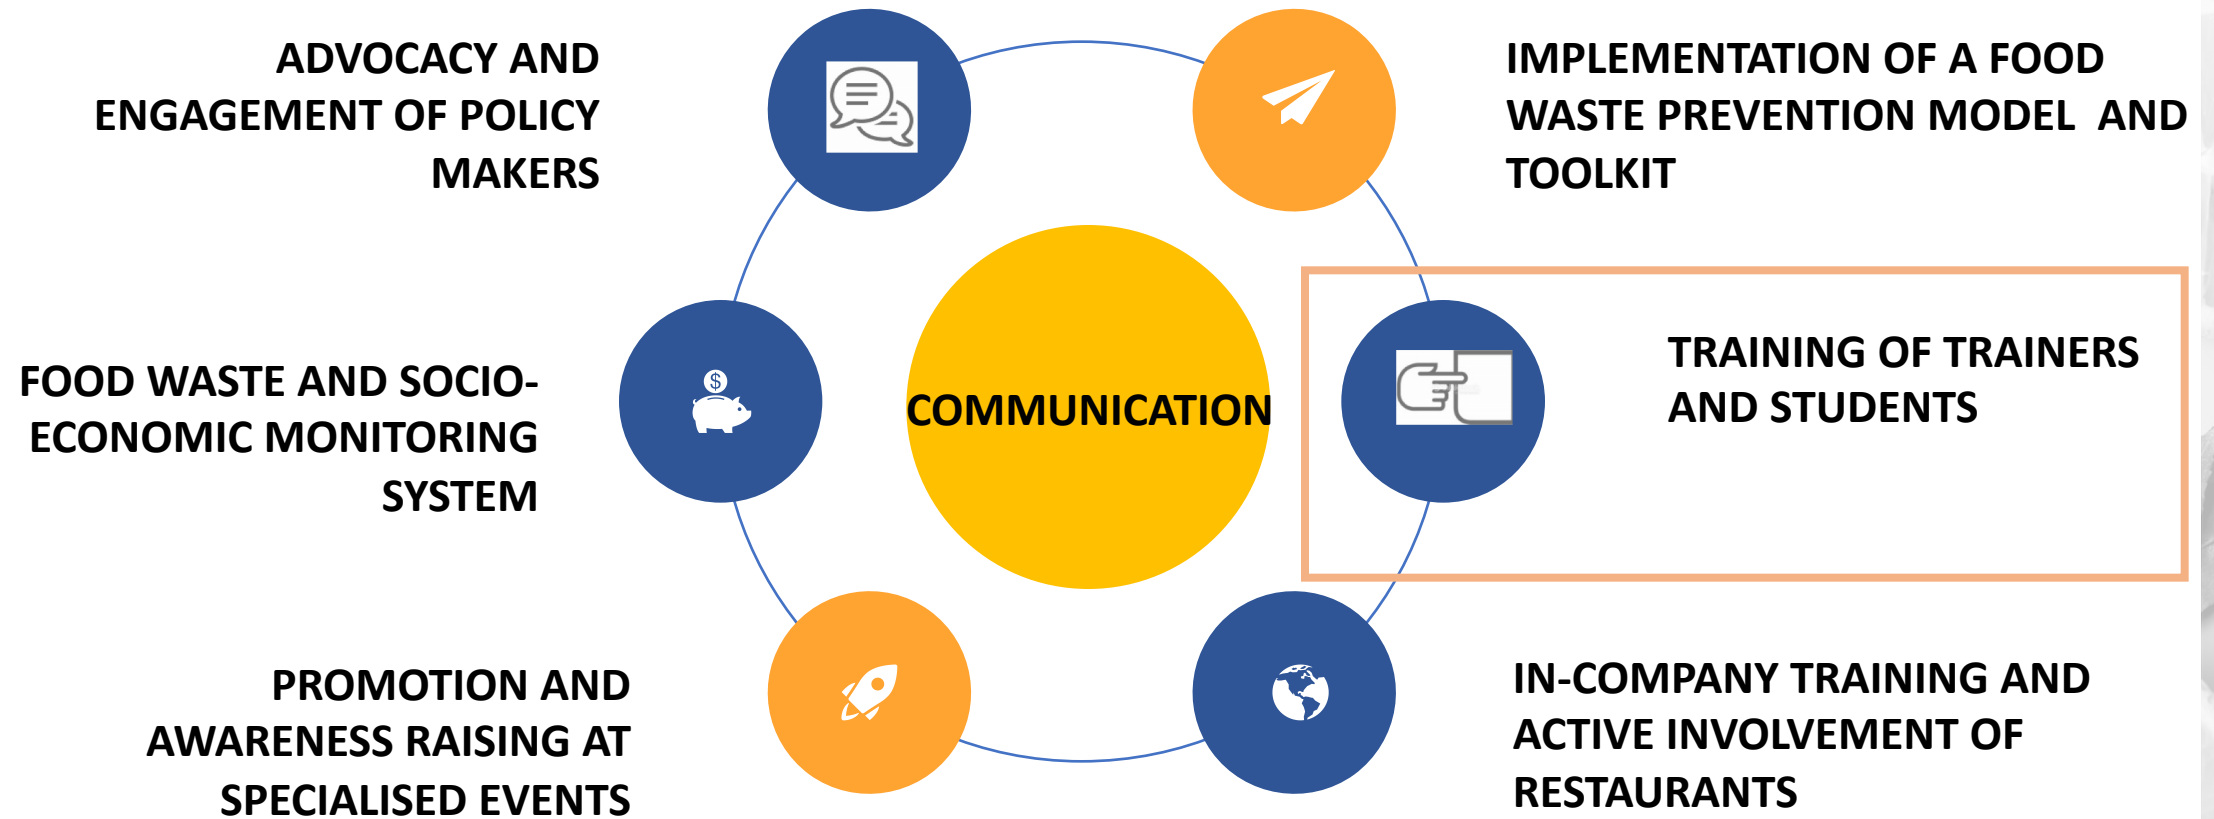 ADVOCACY AND
ENGAGEMENT OF POLICY
MAKERS
IMPLEMENTATION OF A FOOD
WASTE PREVENTION MODEL AND
TOOLKIT
FOOD WASTE AND SOCIO-
ECONOMIC MONITORING
SYSTEM
$
COMMUNICATION
TRAINING OF TRAINERS
AND STUDENTS
PROMOTION AND
AWARENESS RAISING AT
SPECIALISED EVENTS
IN-COMPANY TRAINING AND
ACTIVE INVOLVEMENT OF
RESTAURANTS